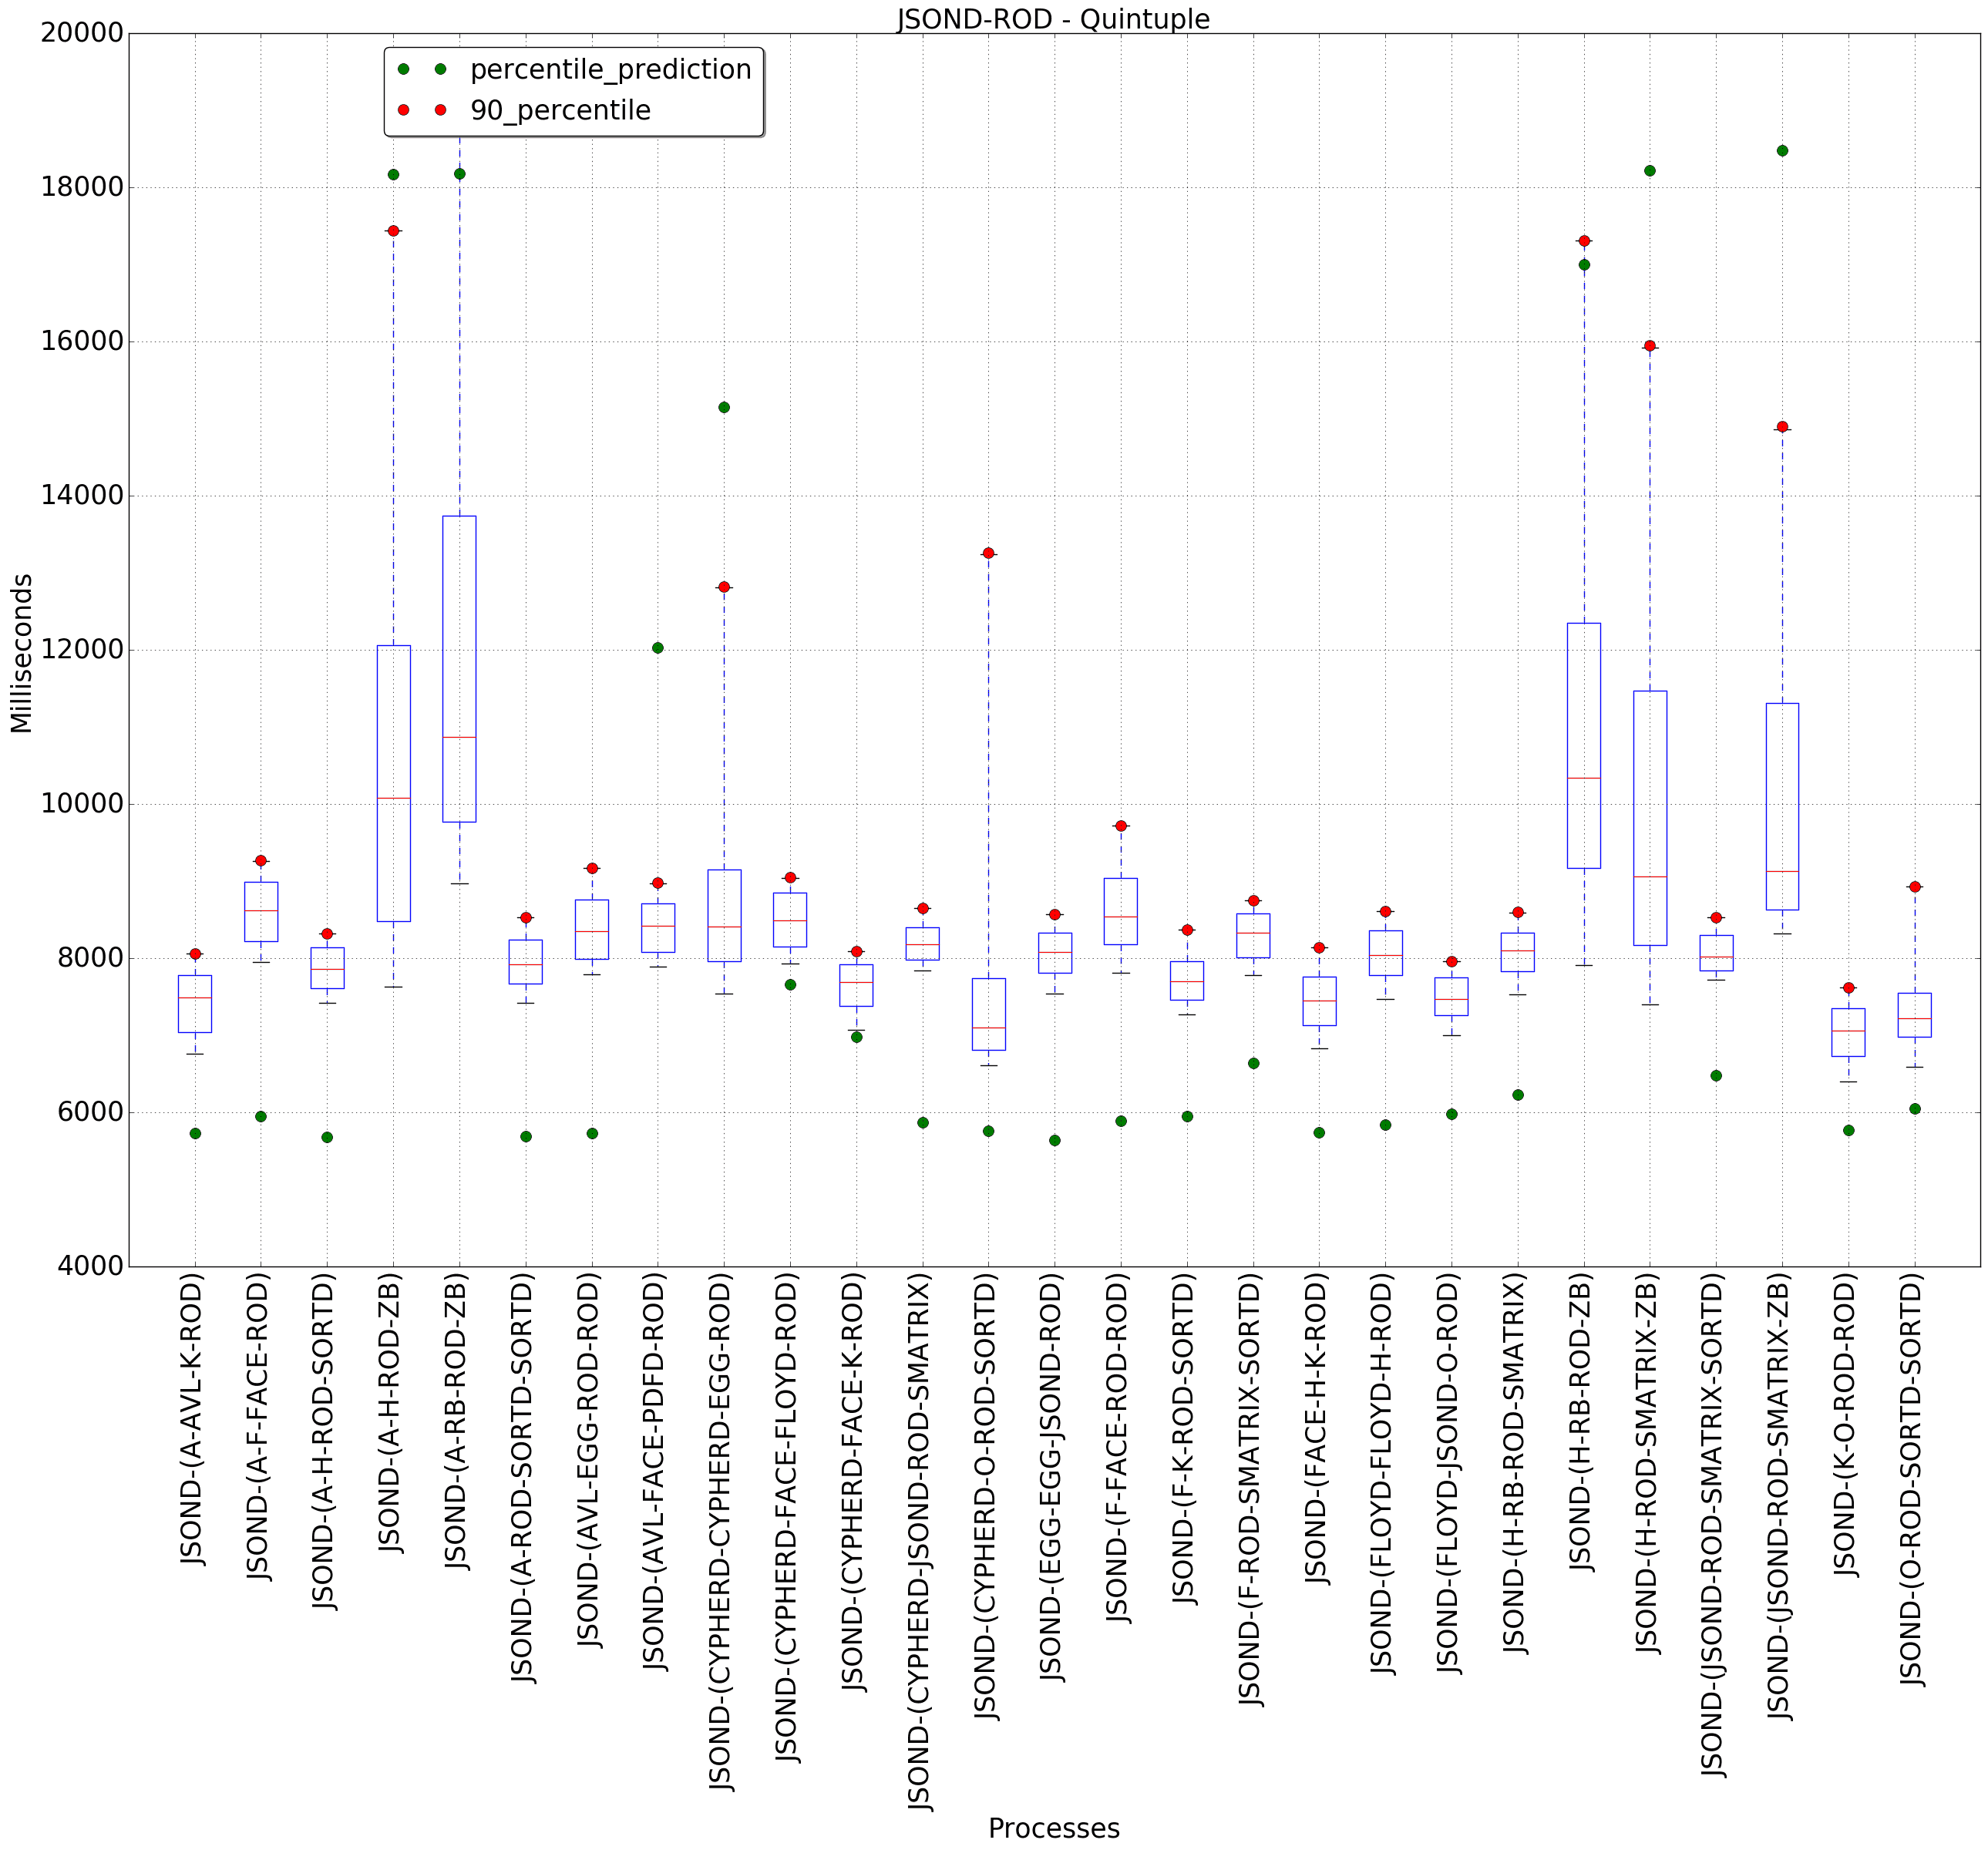 JSOND-ROD - Quintuple
percentile_prediction
90_percentile
20000
18000
16000
14000
12000
10000
8000
6000
4000
Milliseconds
JSOND-(A-AVL-K-ROD)
JSOND-(A-F-FACE-ROD)
JSOND-(A-H-ROD-SORTD)
JSOND-(A-H-ROD-ZB)
JSOND-(A-RB-ROD-ZB)
JSOND-(A-ROD-SORTD-SORTD)
JSOND-(AVL-EGG-ROD-ROD)
JSOND-(AVL-FACE-PDFD-ROD)
JSOND-(CYPHERD-CYPHERD-EGG-ROD)
JSOND-(CYPHERD-FACE-FLOYD-ROD)
JSOND-(CYPHERD-FACE-K-ROD)
JSOND-(CYPHERD-JSOND-ROD-SMATRIX)
JSOND-(CYPHERD-O-ROD-SORTD)
JSOND-(EGG-EGG-JSOND-ROD)
JSOND-(F-FACE-ROD-ROD)
JSOND-(F-K-ROD-SORTD)
JSOND-(F-ROD-SMATRIX-SORTD)
JSOND-(FACE-H-K-ROD)
JSOND-(FLOYD-FLOYD-H-ROD)
JSOND-(FLOYD-JSOND-O-ROD)
JSOND-(H-RB-ROD-SMATRIX)
JSOND-(H-RB-ROD-ZB)
JSOND-(H-ROD-SMATRIX-ZB)
JSOND-(JSOND-ROD-SMATRIX-SORTD)
JSOND-(JSOND-ROD-SMATRIX-ZB)
JSOND-(K-O-ROD-ROD)
JSOND-(O-ROD-SORTD-SORTD)
Processes